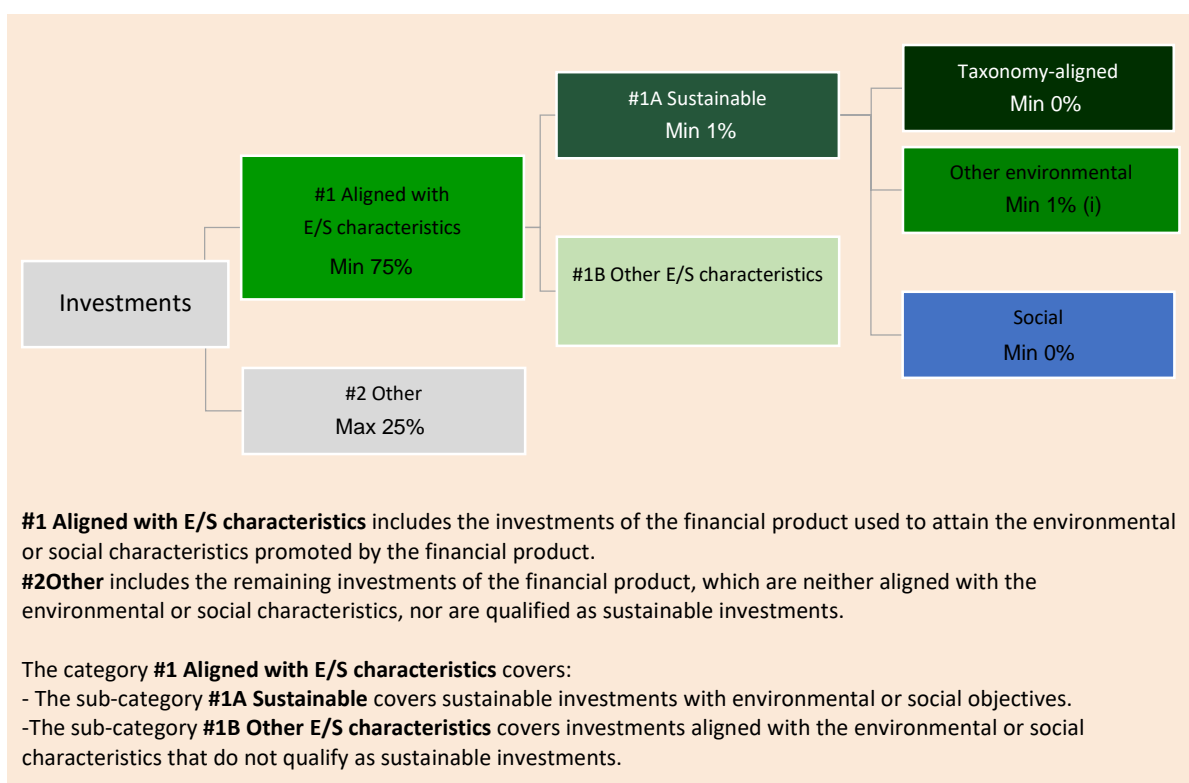 Investments
#1 Aligned with
E/S characteristics
Min 75%
#2 Other
Max 25%
#1A Sustainable
Min 1%
#1B Other E/S characteristics
Taxonomy-aligned
Min 0%
Other environmental
Min 1% (i)
Social
Min 0%
#1 Aligned with E/S characteristics includes the investments of the financial product used to attain the environmental
or social characteristics promoted by the financial product.
#2Other includes the remaining investments of the financial product, which are neither aligned with the
environmental or social characteristics, nor are qualified as sustainable investments.
The category #1 Aligned with E/S characteristics covers:
- The sub-category #1A Sustainable covers sustainable investments with environmental or social objectives.
-The sub-category #1B Other E/S characteristics covers investments aligned with the environmental or social
characteristics that do not qualify as sustainable investments.